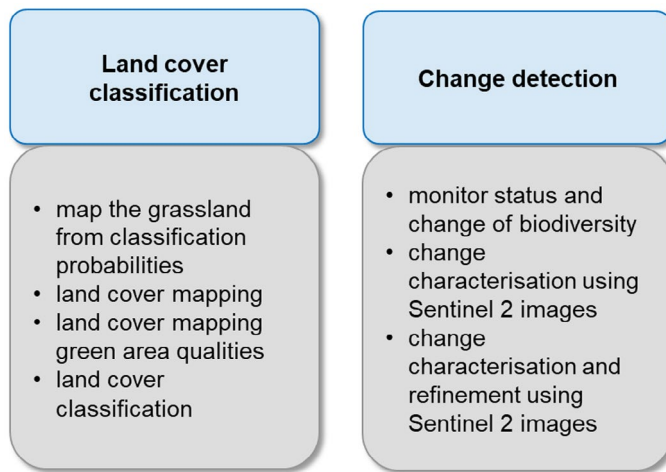 Land cover
classification
• map the grassland
from classification
probabilities
• land cover mapping
• land cover mapping
green area qualities
• land cover
classification
Change detection
• monitor status and
change of biodiversity
• change
characterisation using
Sentinel 2 images
• change
characterisation and
refinement using
Sentinel 2 images